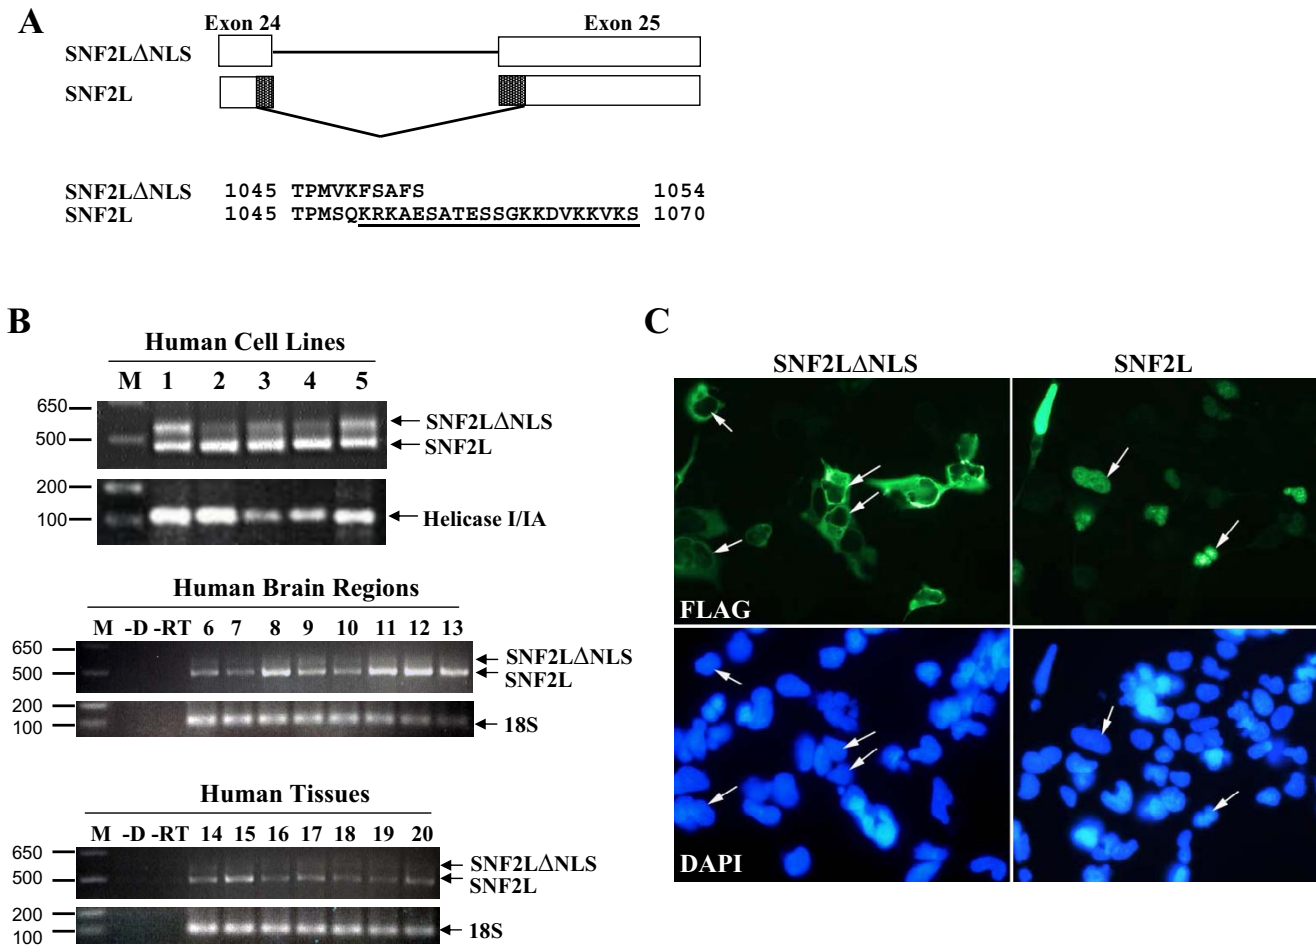 A
Exon 24 Exon 25
SNF2LΔNLS
SNF2L
SNF2LΔNLS 1045 TPMVKFSAFS 1054
SNF2L 1045 TPMSQKRKAESATESSGKKDVKKVKS 1070
B
Human Cell Lines
M 1 2 3 4 5
650
500
SNF2LΔNLS
SNF2L
200
100
Helicase I/IA
Human Brain Regions
M -D -RT 6 7 8 9 10 11 12 13
650
500
SNF2LΔNLS
SNF2L
200
100
18S
Human Tissues
M -D -RT 14 15 16 17 18 19 20
650
500
SNF2LΔNLS
SNF2L
200
100
18S
C
SNF2LΔNLS SNF2L
FLAG
DAPI